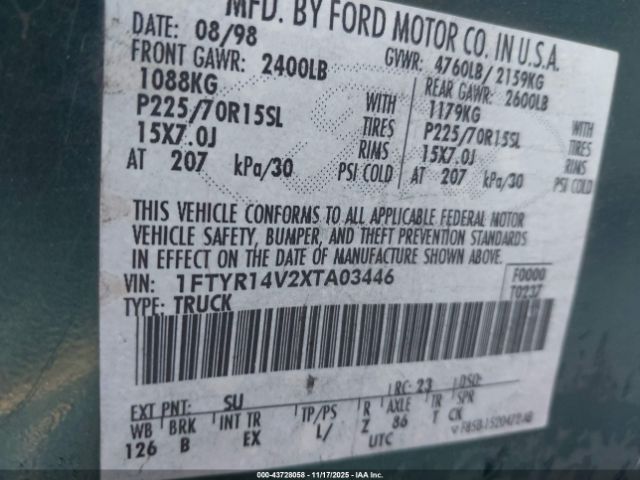 MFD. BY FORD MOTOR CO. IN U.S.A.
DATE: 08/98 GVWR: 4760LB/ 2159KG
FRONT GAWR: 2400LB REAR GAWR: 2600LB
1088KG WITH 1179KG WITH
P225/70R15SL TIRES P225/70R15SL TIRES
15X7.0J RIMS 15X7.0J RIMS
AT 207 kPa/30 PSI COLD AT 207 kPa/30 PSI COLD
THIS VEHICLE CONFORMS TO ALL APPLICABLE FEDERAL MOTOR
VEHICLE SAFETY, BUMPER, AND THEFT PREVENTION STANDARDS
IN EFFECT ON THE DATE OF MANUFACTURE SHOWN ABOVE.
VIN: 1FTYR14V2XTA03446 F0000
TYPE: TRUCK T0237
EXT PNT: SU RC: 23 DSO:
WB BRK INT TR TP/PS R AXLE TR SPR
126 B EX L/ Z 86 T CK
UTC
000-43728058 - 11/17/2025 - IAAI.com